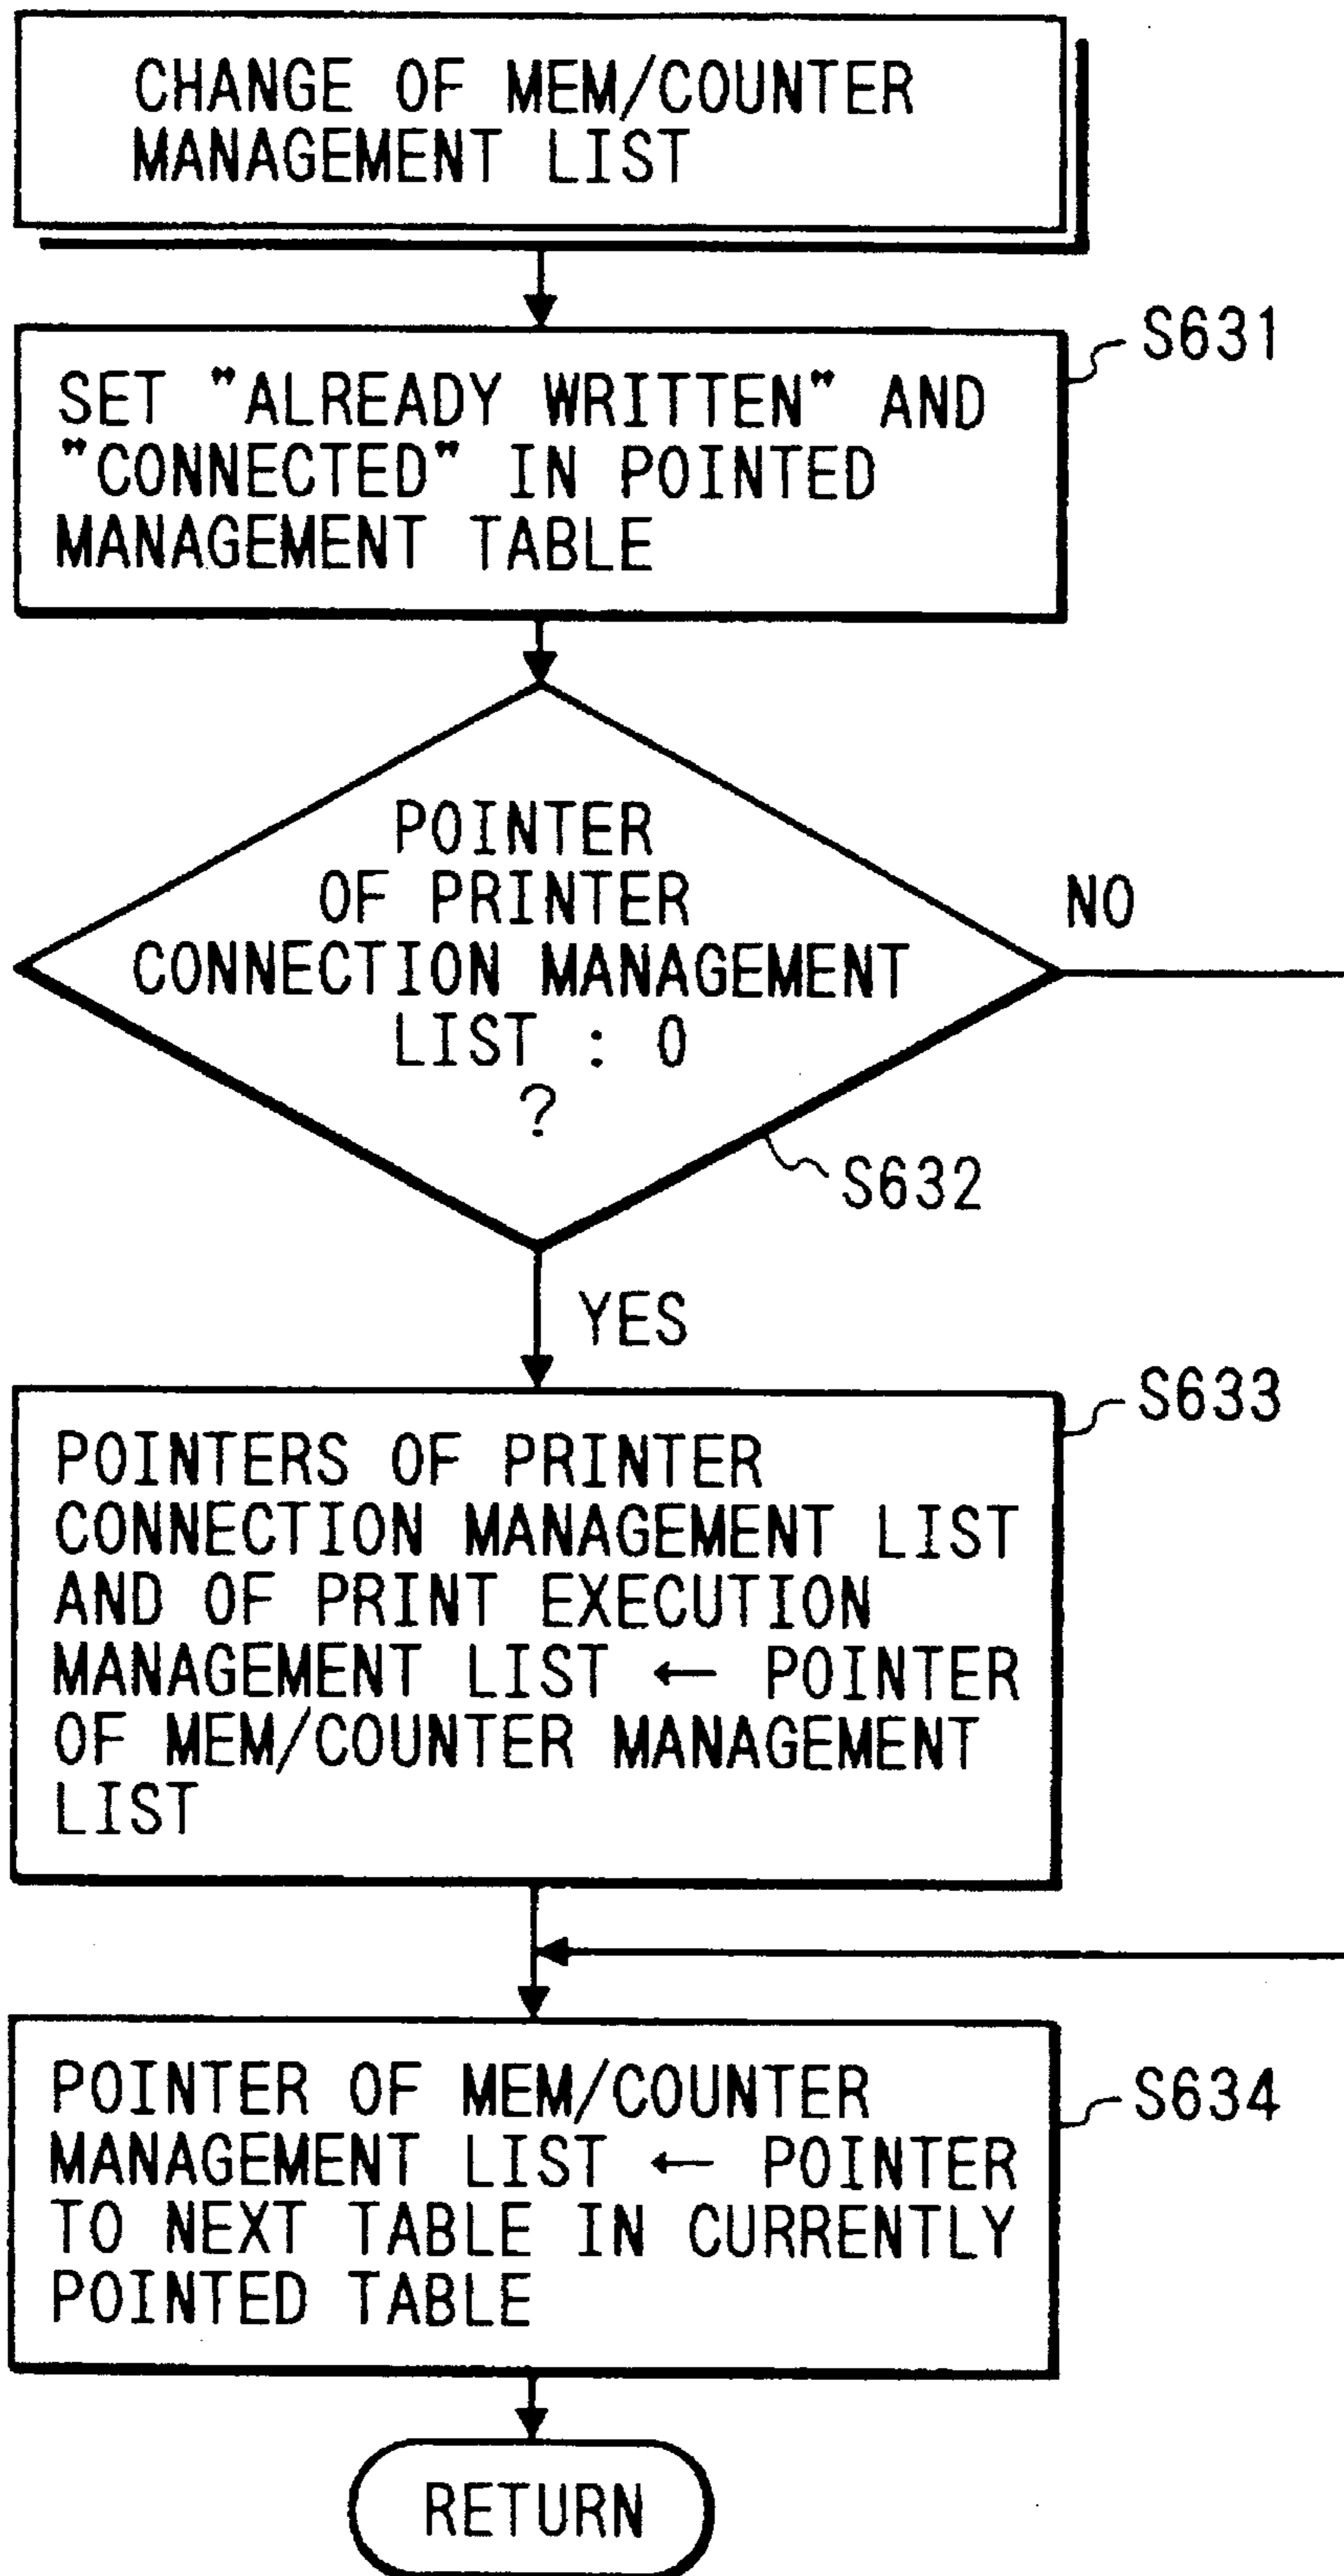 CHANGE OF MEM/COUNTER
MANAGEMENT LIST
S631
SET "ALREADY WRITTEN" AND
"CONNECTED" IN POINTED
MANAGEMENT TABLE
POINTER
OF PRINTER
CONNECTION MANAGEMENT
LIST : 0
?
NO
S632
YES
S633
POINTERS OF PRINTER
CONNECTION MANAGEMENT LIST
AND OF PRINT EXECUTION
MANAGEMENT LIST ← POINTER
OF MEM/COUNTER MANAGEMENT
LIST
S634
POINTER OF MEM/COUNTER
MANAGEMENT LIST ← POINTER
TO NEXT TABLE IN CURRENTLY
POINTED TABLE
RETURN